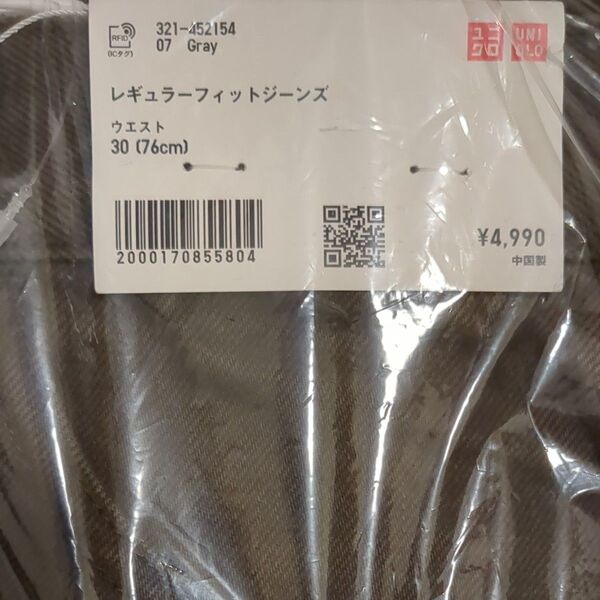 RFID
(ICタグ)
321-452154
07 Gray
ユニ
クロ
UNI
QLO
レギュラーフィットジーンズ
ウエスト
30 (76cm)
2000170855804
¥4,990
中国製